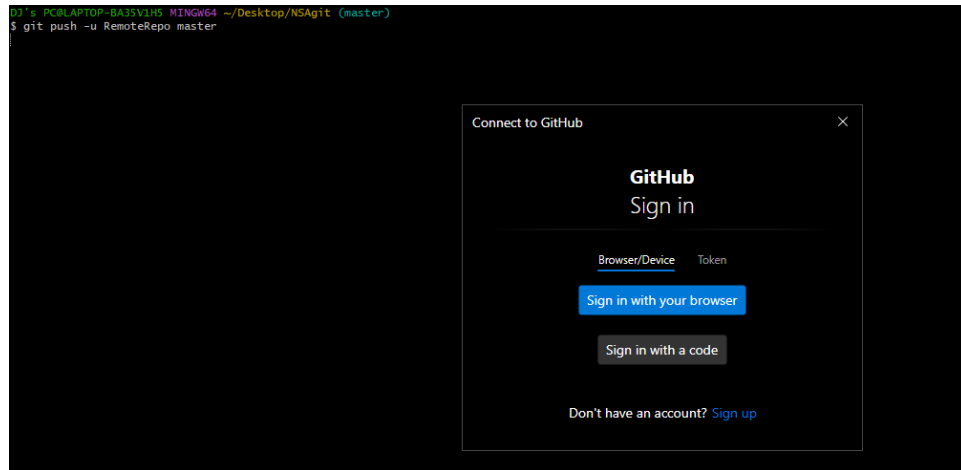 DJ's PC@LAPTOP-BA35V1H5 MINGW64 ~/Desktop/NSAgit (master)
$ git push -u RemoteRepo master
Connect to GitHub
GitHub
Sign in
Browser/Device Token
Sign in with your browser
Sign in with a code
Don't have an account? Sign up